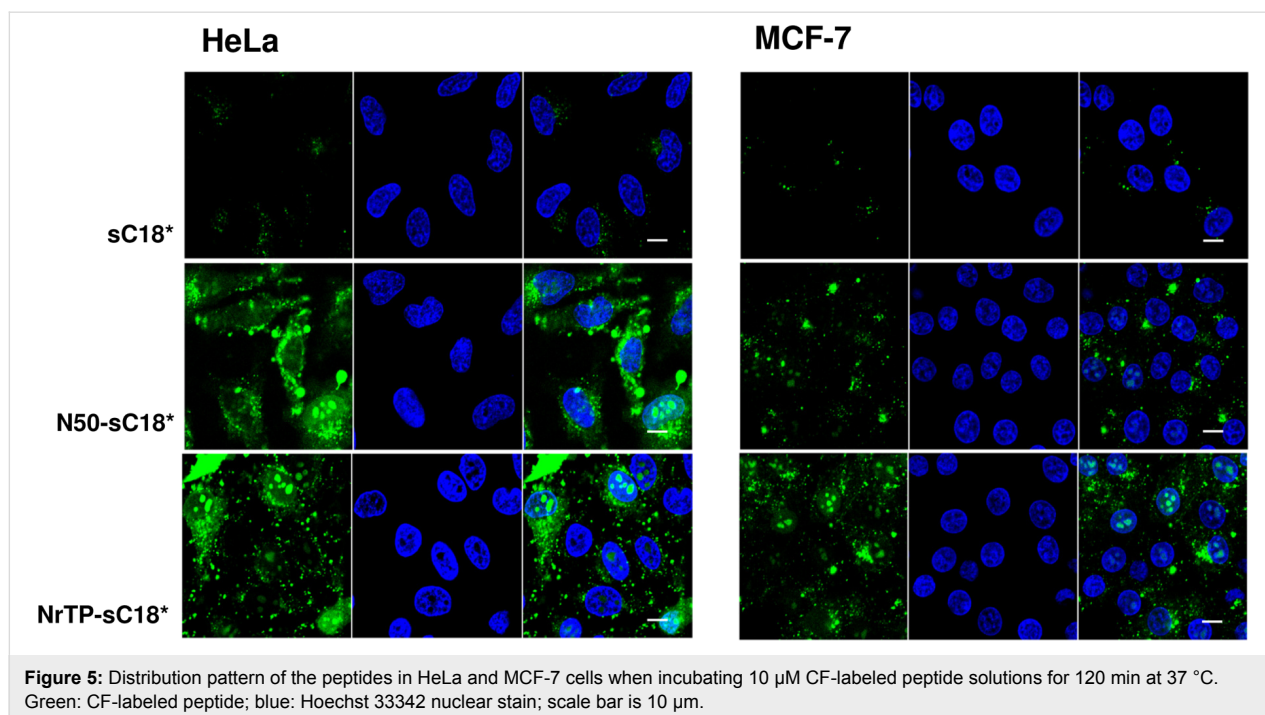 HeLa
MCF-7
sC18*
N50-sC18*
NrTP-sC18*
Figure 5: Distribution pattern of the peptides in HeLa and MCF-7 cells when incubating 10 µM CF-labeled peptide solutions for 120 min at 37 °C.
Green: CF-labeled peptide; blue: Hoechst 33342 nuclear stain; scale bar is 10 µm.